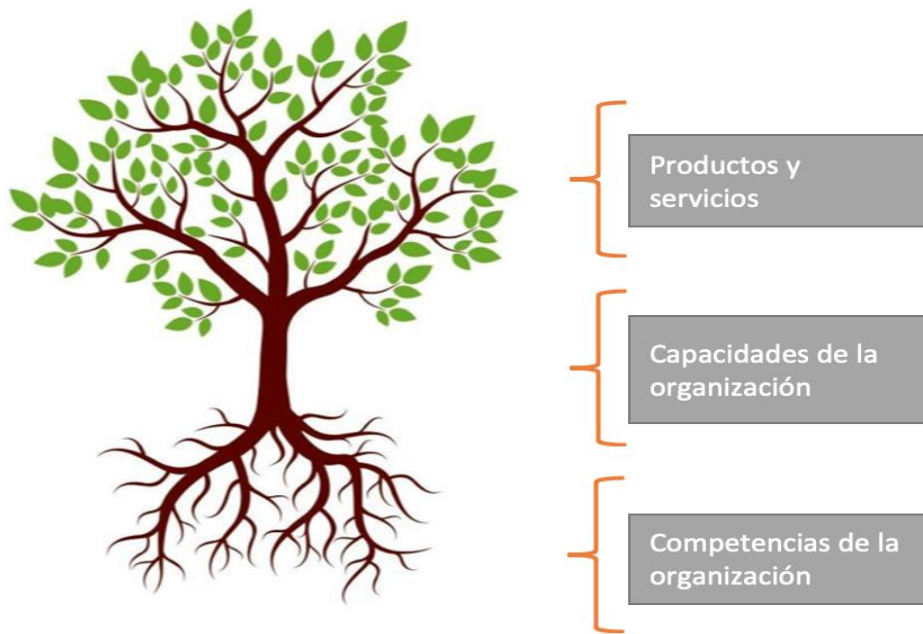 Productos y
servicios
Capacidades de la
organización
Competencias de la
organización